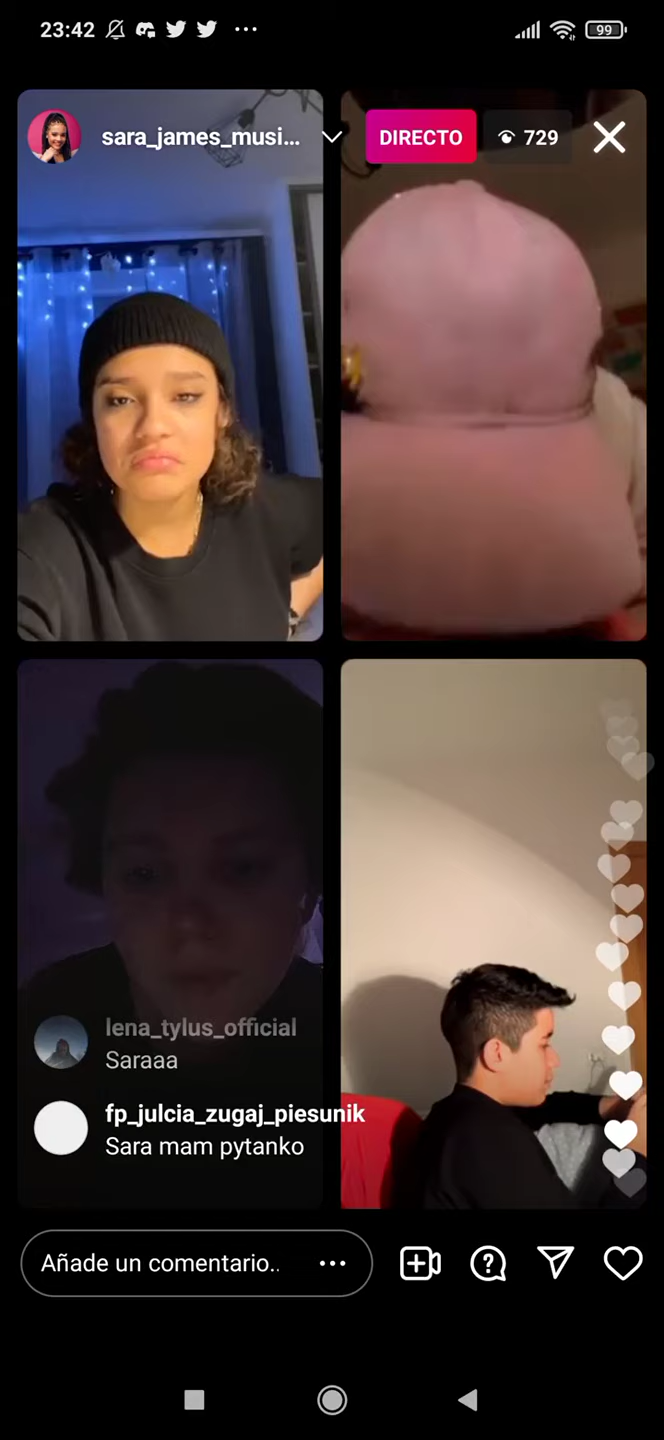 23:42
99
sara_james_musi...
DIRECTO
729
lena_tylus_official
Saraaa
fp_julcia_zugaj_piesunik
Sara mam pytanko
Añade un comentario..